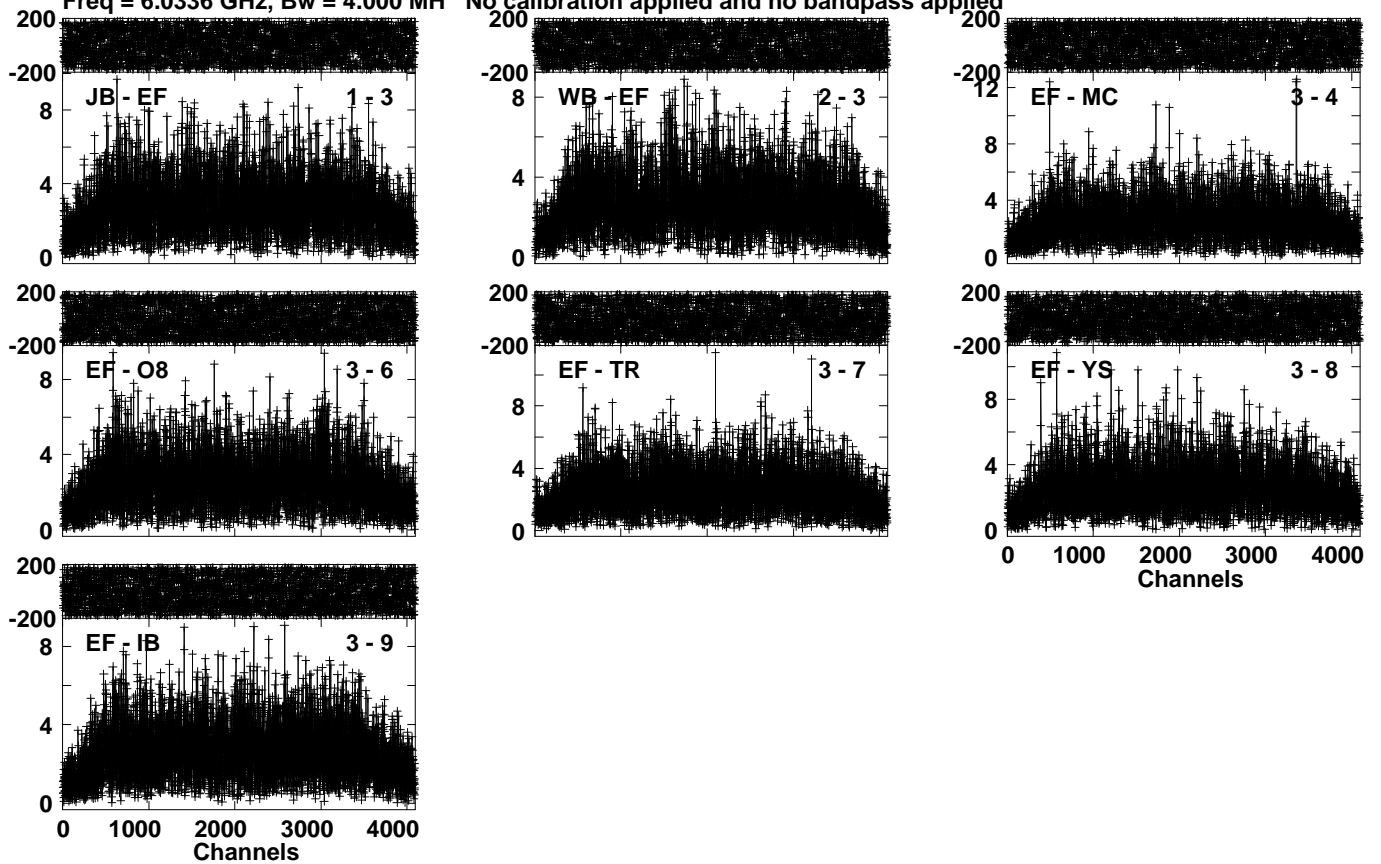 Freq = 6.0336 GHz, Bw = 4.000 MH No calibration applied and no bandpass applied
200
-200
JB - EF 1 - 3
8
4
0
-200
WB - EF 2 - 3
8
4
0
200
-200
12
EF - MC 3 - 4
8
4
0
200
-200
EF - O8 3 - 6
8
4
0
200
-200
EF - TR 3 - 7
8
4
0
200
-200
EF - YS 3 - 8
8
4
0
0 1000 2000 3000 4000
Channels
200
-200
EF - IB 3 - 9
8
4
0
0 1000 2000 3000 4000
Channels